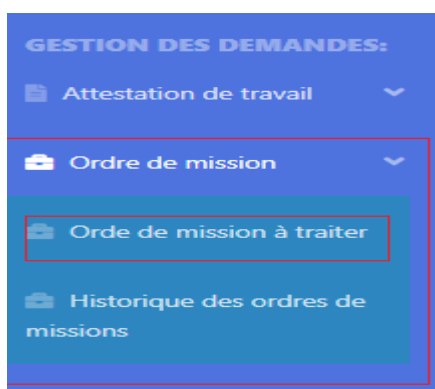 GESTION DES DEMANDES:
Attestation de travail
Ordre de mission
Orde de mission à traiter
Historique des ordres de
missions